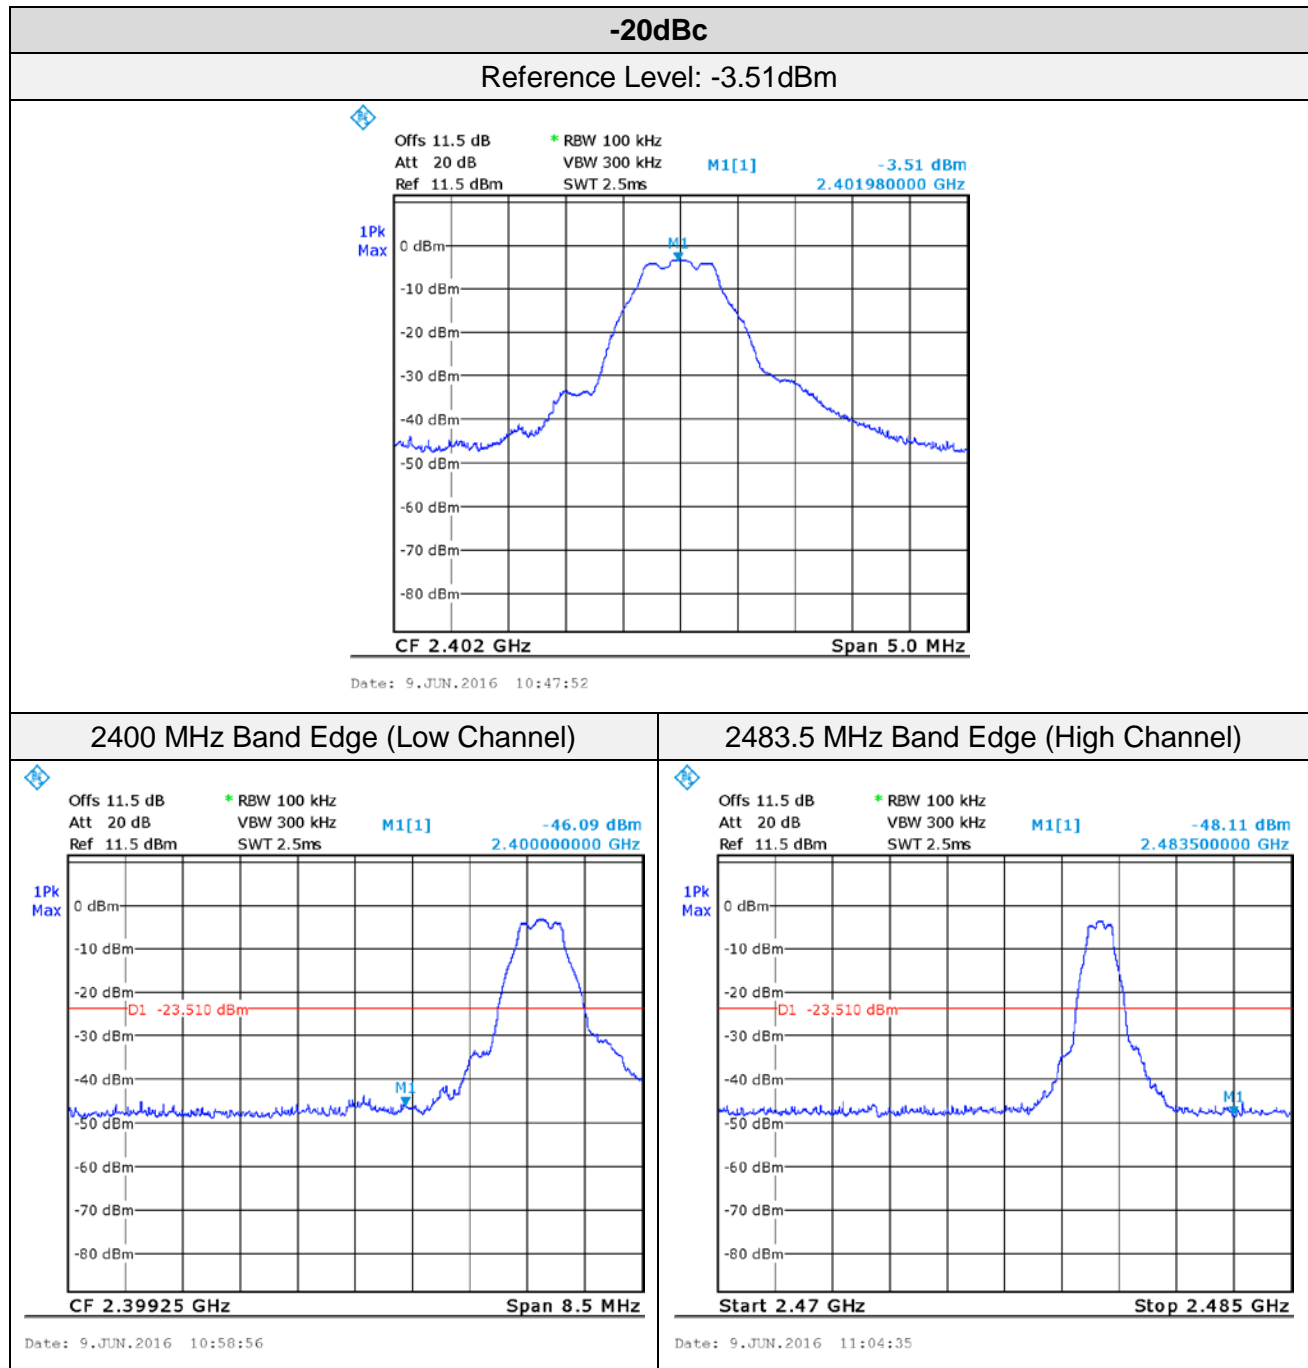 -20dBc
Reference Level: -3.51dBm
Offs 11.5 dB * RBW 100 kHz
Att 20 dB VBW 300 kHz M1[1] -3.51 dBm
Ref 11.5 dBm SWT 2.5ms 2.401980000 GHz
1Pk
Max
0 dBm
M1
-10 dBm
-20 dBm
-30 dBm
-40 dBm
-50 dBm
-60 dBm
-70 dBm
-80 dBm
CF 2.402 GHz Span 5.0 MHz
Date: 9.JUN.2016 10:47:52
2400 MHz Band Edge (Low Channel)
Offs 11.5 dB * RBW 100 kHz
Att 20 dB VBW 300 kHz M1[1] -46.09 dBm
Ref 11.5 dBm SWT 2.5ms 2.400000000 GHz
1Pk
Max
0 dBm
-10 dBm
-20 dBm
D1 -23.510 dBm
-30 dBm
-40 dBm
M1
-50 dBm
-60 dBm
-70 dBm
-80 dBm
CF 2.39925 GHz Span 8.5 MHz
Date: 9.JUN.2016 10:58:56
2483.5 MHz Band Edge (High Channel)
Offs 11.5 dB * RBW 100 kHz
Att 20 dB VBW 300 kHz M1[1] -48.11 dBm
Ref 11.5 dBm SWT 2.5ms 2.483500000 GHz
1Pk
Max
0 dBm
-10 dBm
-20 dBm
D1 -23.510 dBm
-30 dBm
-40 dBm
M1
-50 dBm
-60 dBm
-70 dBm
-80 dBm
Start 2.47 GHz Stop 2.485 GHz
Date: 9.JUN.2016 11:04:35